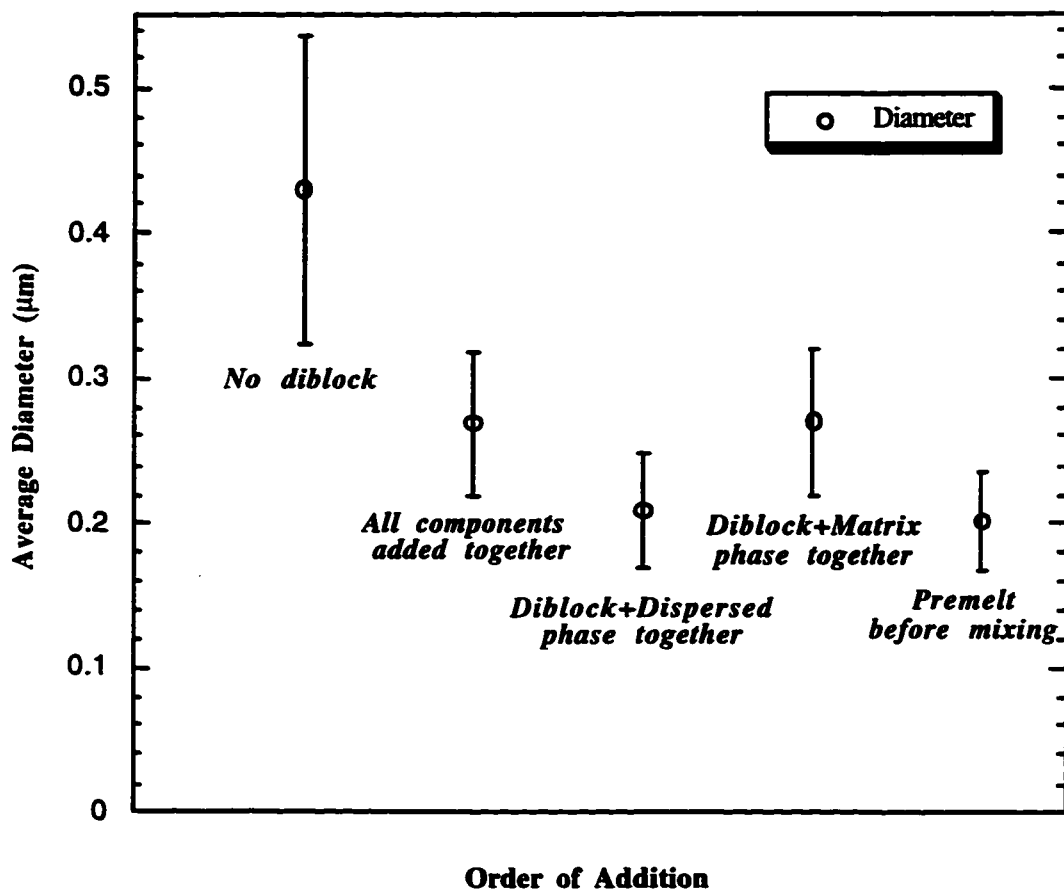 0.5
0.4
0.3
0.2
0.1
0
Average Diameter (µm)
Diameter
No diblock
All components
added together
Diblock+Dispersed
phase together
Diblock+Matrix
phase together
Premelt
before mixing
Order of Addition